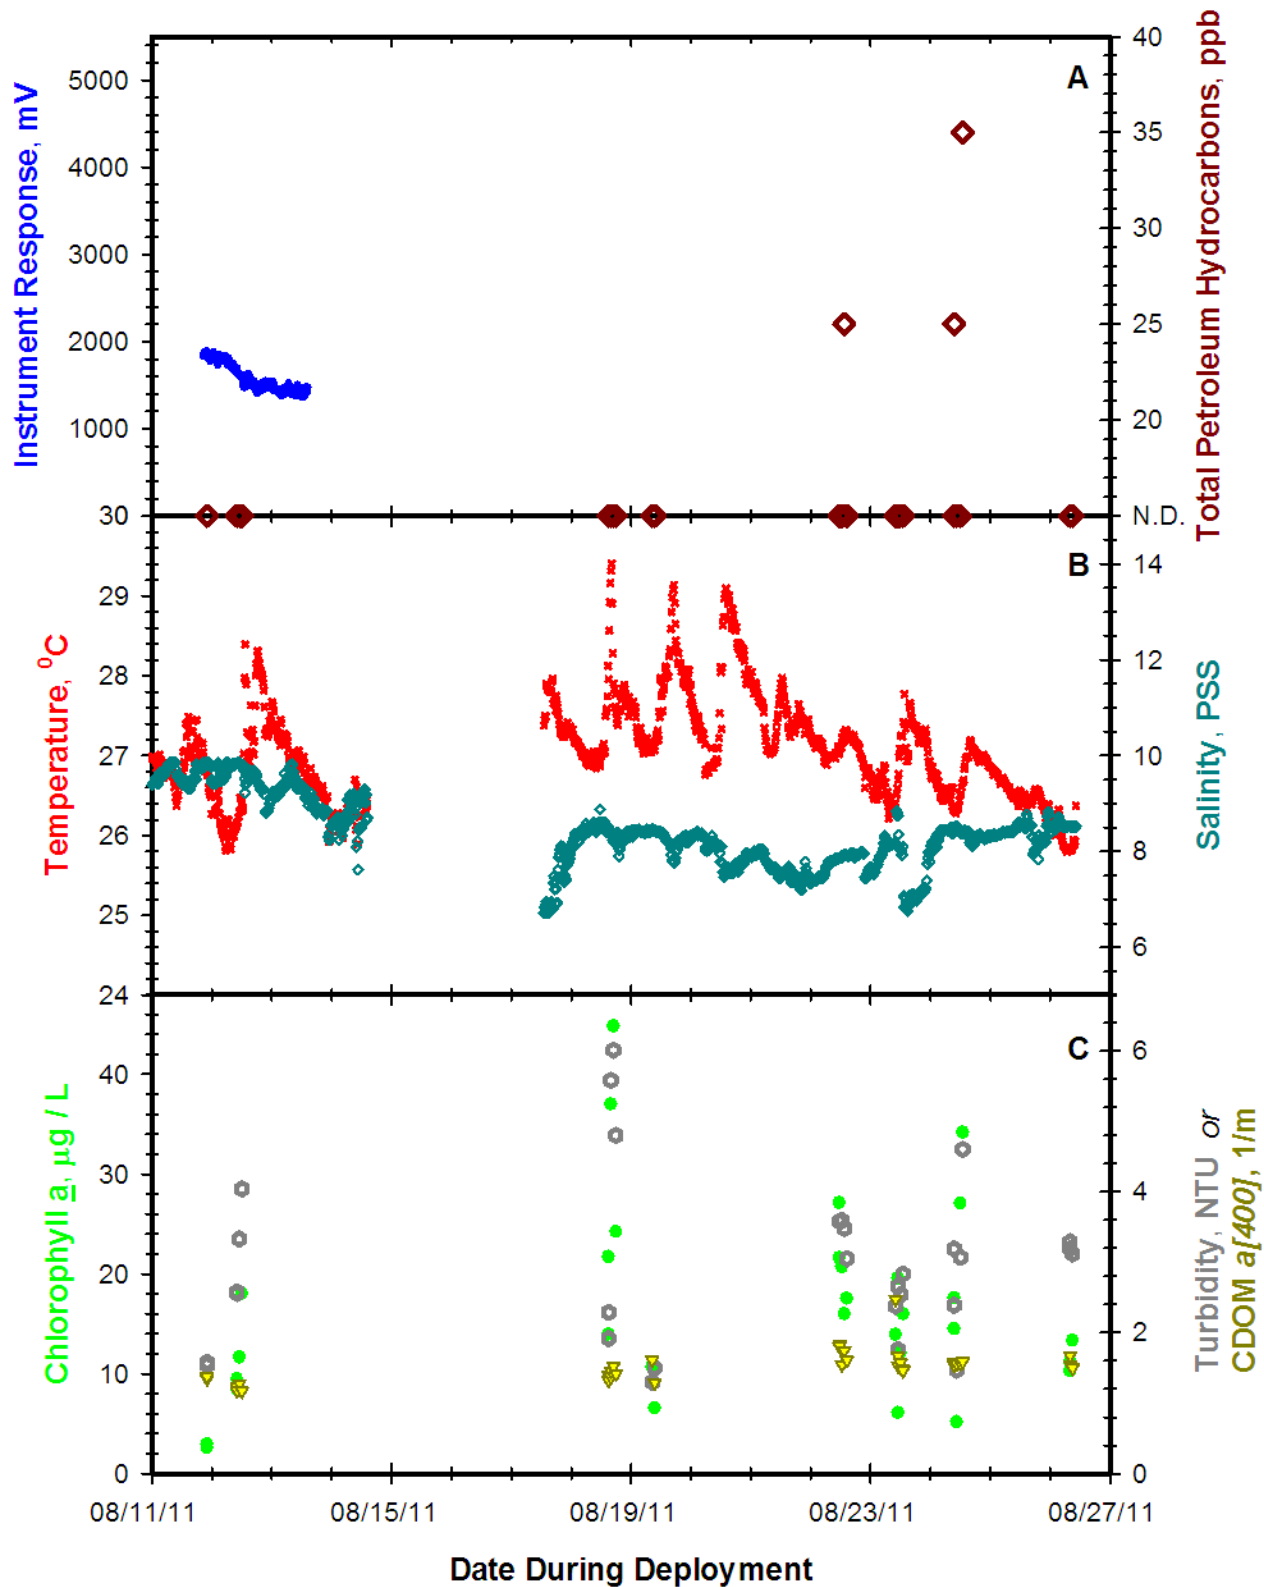 A
Instrument Response, mV
5000
4000
3000
2000
1000
Total Petroleum Hydrocarbons, ppb
40
35
30
25
20
N.D.
B
Temperature, ⁰C
30
29
28
27
26
25
24
Salinity, PSS
14
12
10
8
6
C
Chlorophyll a, µg / L
40
30
20
10
0
Turbidity, NTU or
CDOM a[400], 1/m
6
4
2
0
08/11/11 08/15/11 08/19/11 08/23/11 08/27/11
Date During Deployment